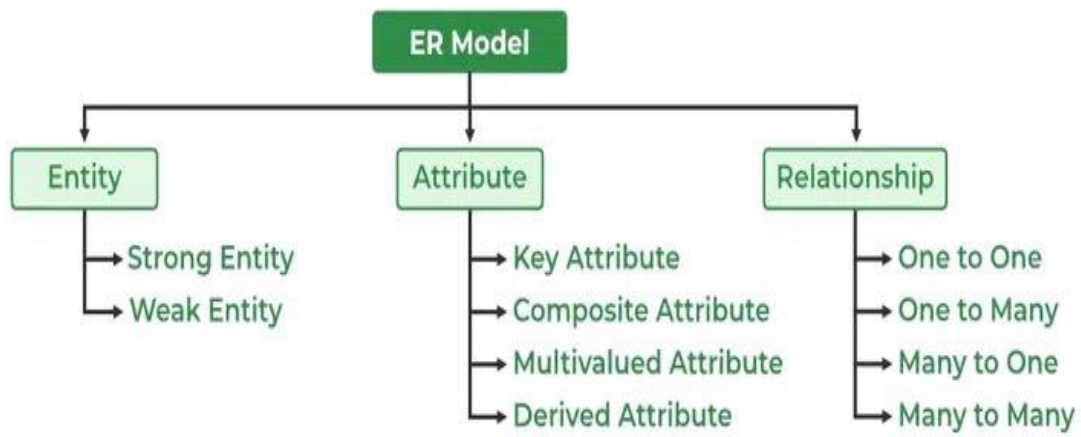 ER Model
Entity
Strong Entity
Weak Entity
Attribute
Key Attribute
Composite Attribute
Multivalued Attribute
Derived Attribute
Relationship
One to One
One to Many
Many to One
Many to Many